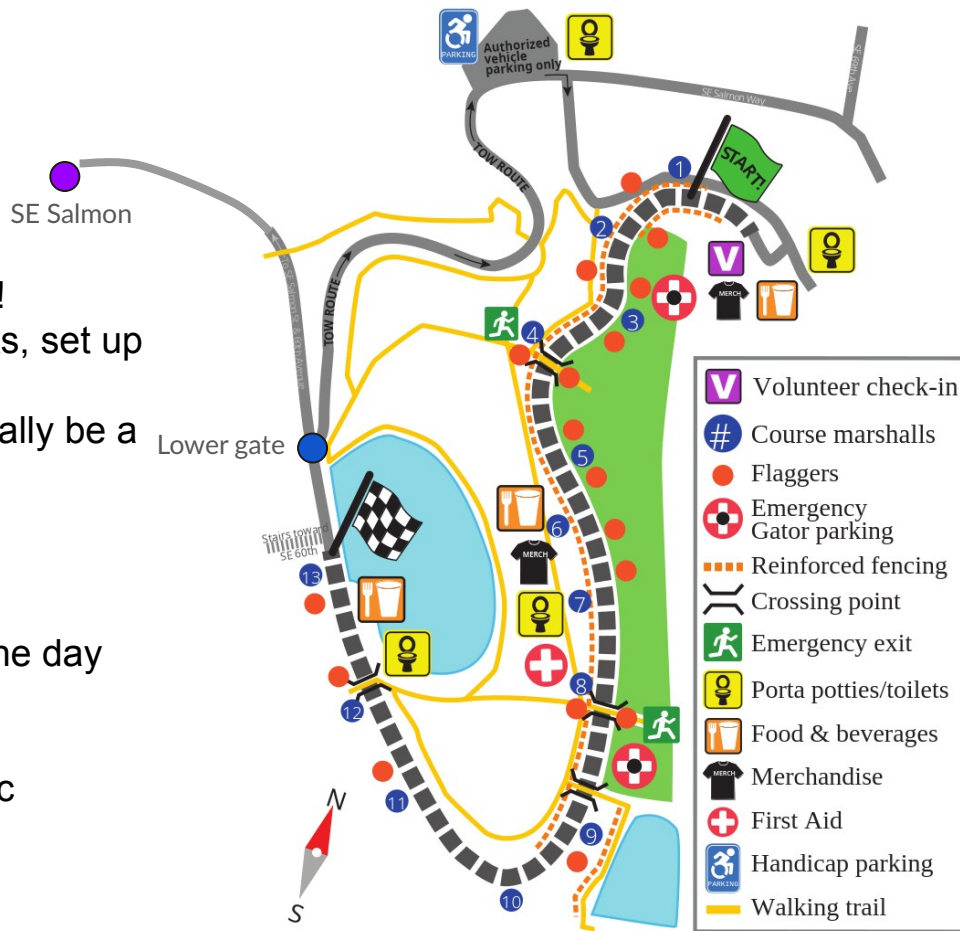 PARKING
Authorized
vehicle
parking only
SE Salmon Way
SE 60th Ave
TOW ROUTE
START!
1
2
SE Salmon
V
MERCH
3
4
!
s, set up
ally be a
TOW ROUTE
Lower gate
5
6
MERCH
Stairs toward
SE 60th
13
7
ne day
8
12
c
11
9
10
N
S
V Volunteer check-in
# Course marshalls
Flaggers
Emergency
Gator parking
Reinforced fencing
Crossing point
Emergency exit
Porta potties/toilets
Food & beverages
MERCH Merchandise
First Aid
PARKING Handicap parking
Walking trail